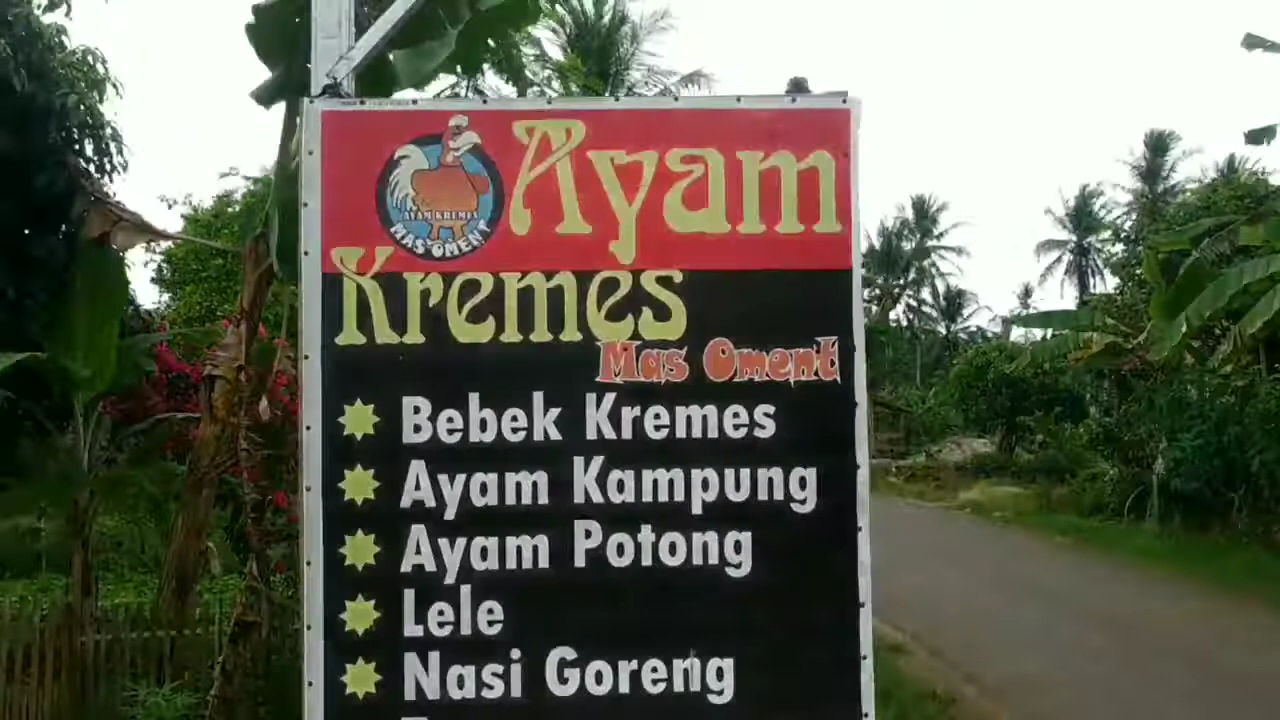 Ayam
AYAM KREMES
MAS OMENT
Kremes
Mas Oment
Bebek Kremes
Ayam Kampung
Ayam Potong
Lele
Nasi Goreng